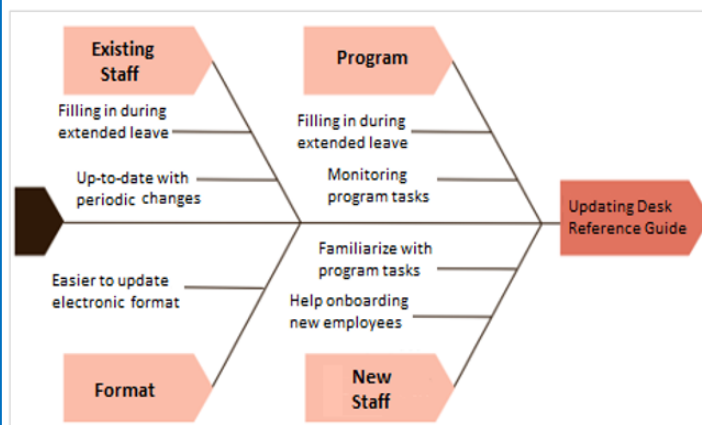 Existing
Staff
Filling in during
extended leave
Up-to-date with
periodic changes
Program
Filling in during
extended leave
Monitoring
program tasks
Updating Desk
Reference Guide
Easier to update
electronic format
Format
Familiarize with
program tasks
Help onboarding
new employees
New
Staff